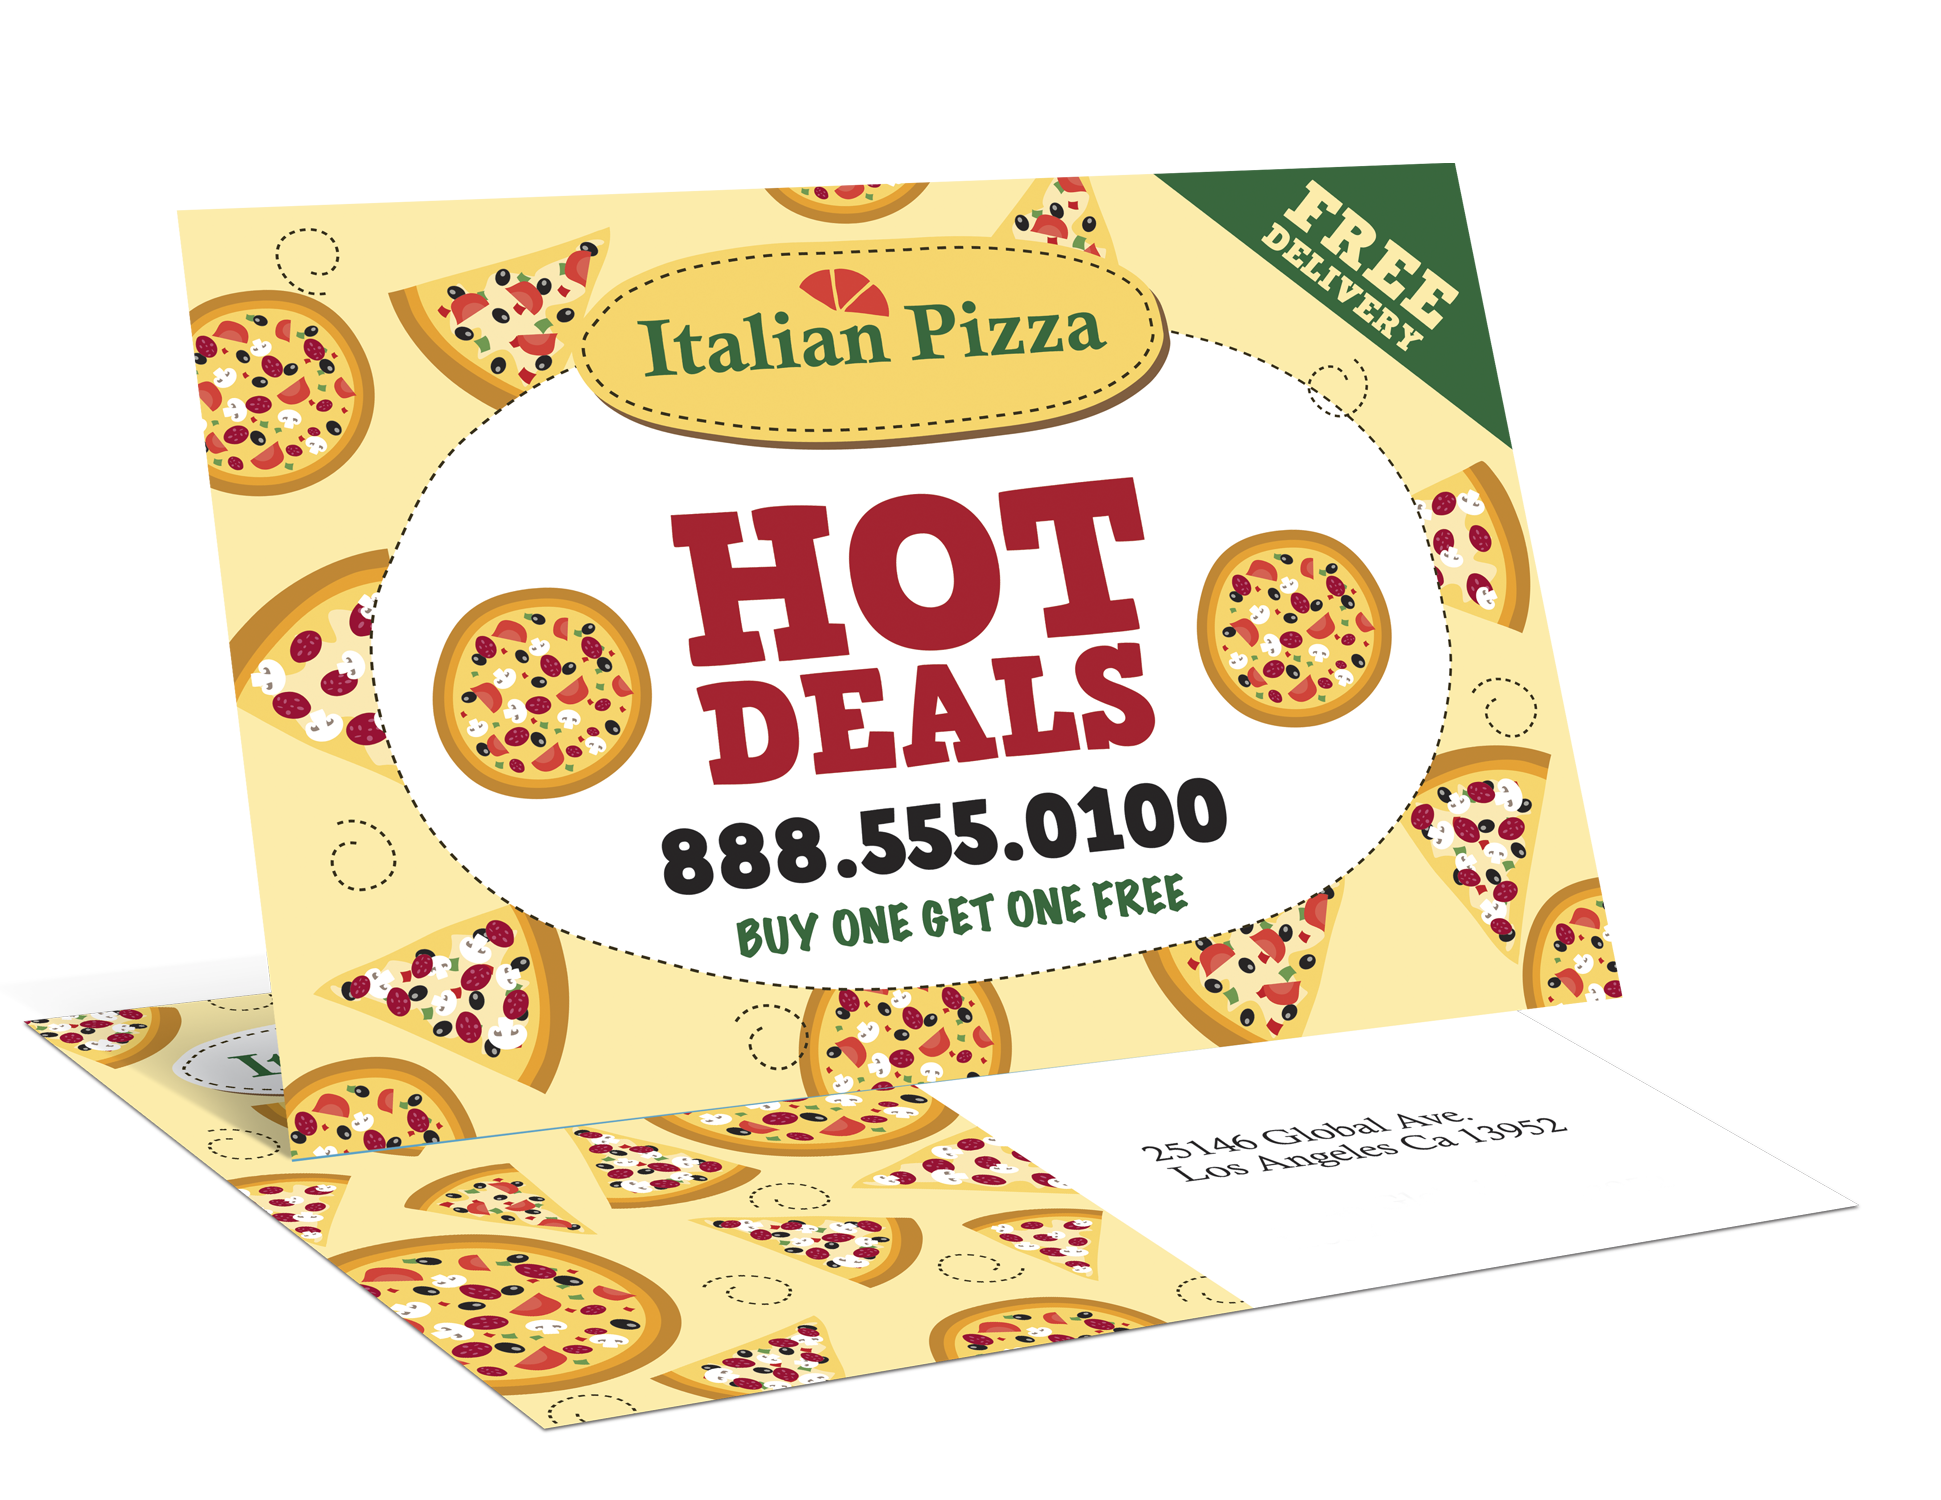 Italian Pizza
FREE
DELIVERY
HOT
DEALS
888.555.0100
BUY ONE GET ONE FREE
25146 Global Ave.
Los Angeles Ca 13952